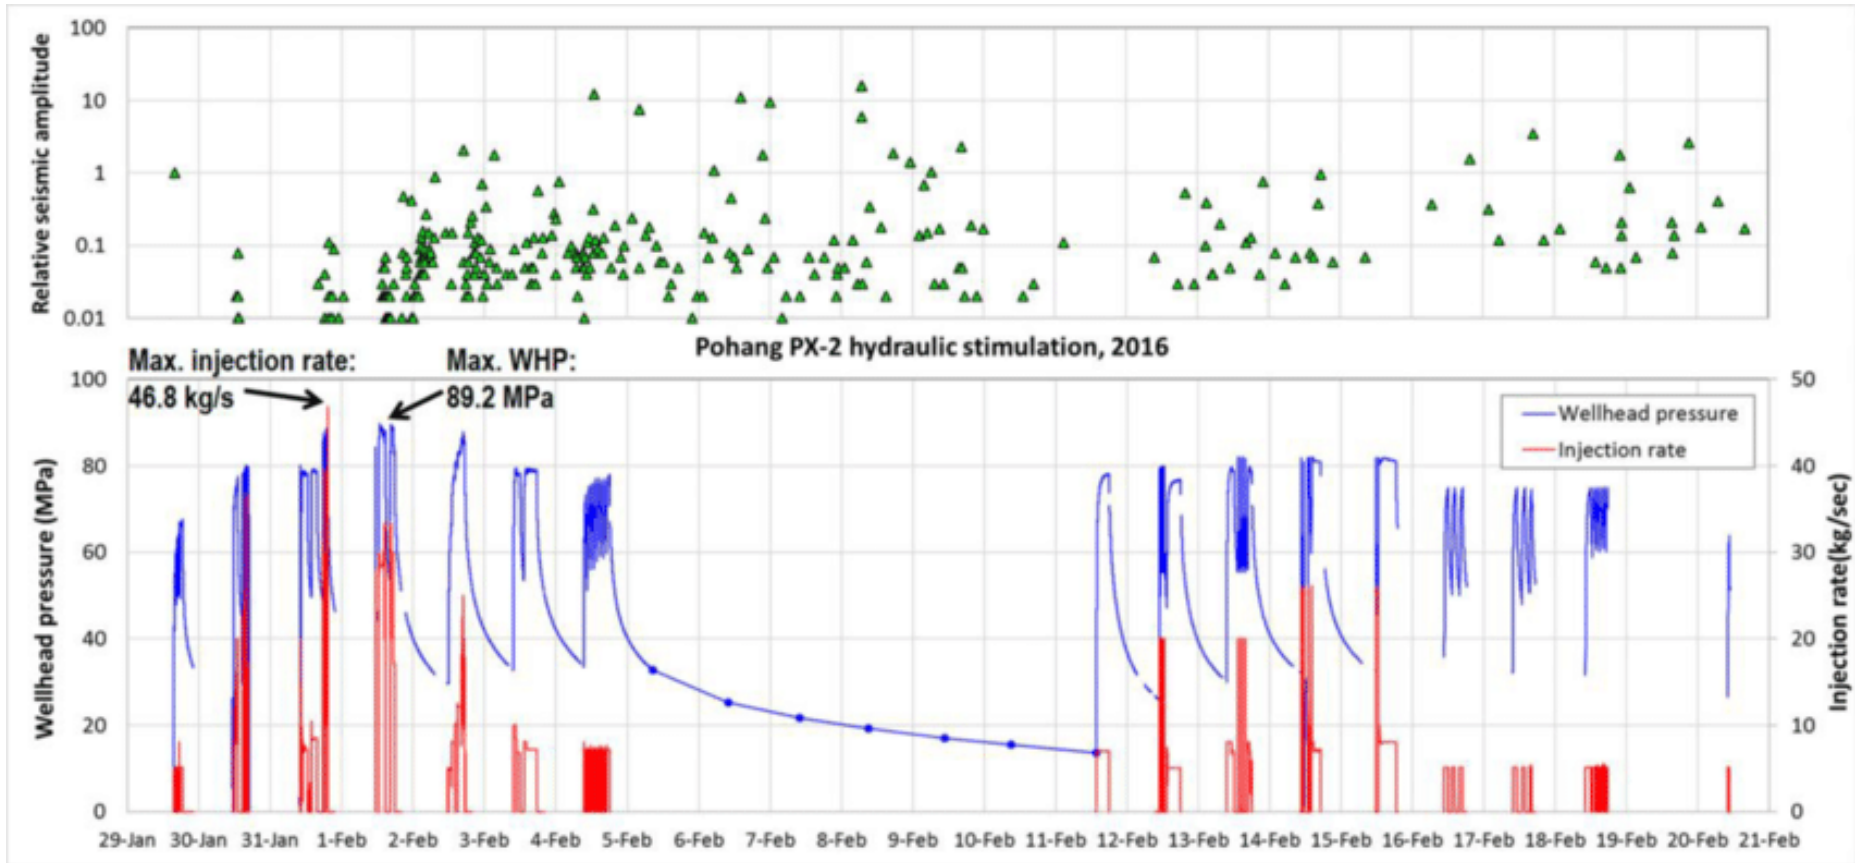 100
10
1
0.1
0.01
Relative seismic amplitude
Pohang PX-2 hydraulic stimulation, 2016
Max. injection rate:
46.8 kg/s
Max. WHP:
89.2 MPa
100
80
60
40
20
0
Wellhead pressure (MPa)
Wellhead pressure
Injection rate
50
40
30
20
10
0
Injection rate(kg/sec)
29-Jan 30-Jan 31-Jan 1-Feb 2-Feb 3-Feb 4-Feb 5-Feb 6-Feb 7-Feb 8-Feb 9-Feb 10-Feb 11-Feb 12-Feb 13-Feb 14-Feb 15-Feb 16-Feb 17-Feb 18-Feb 19-Feb 20-Feb 21-Feb